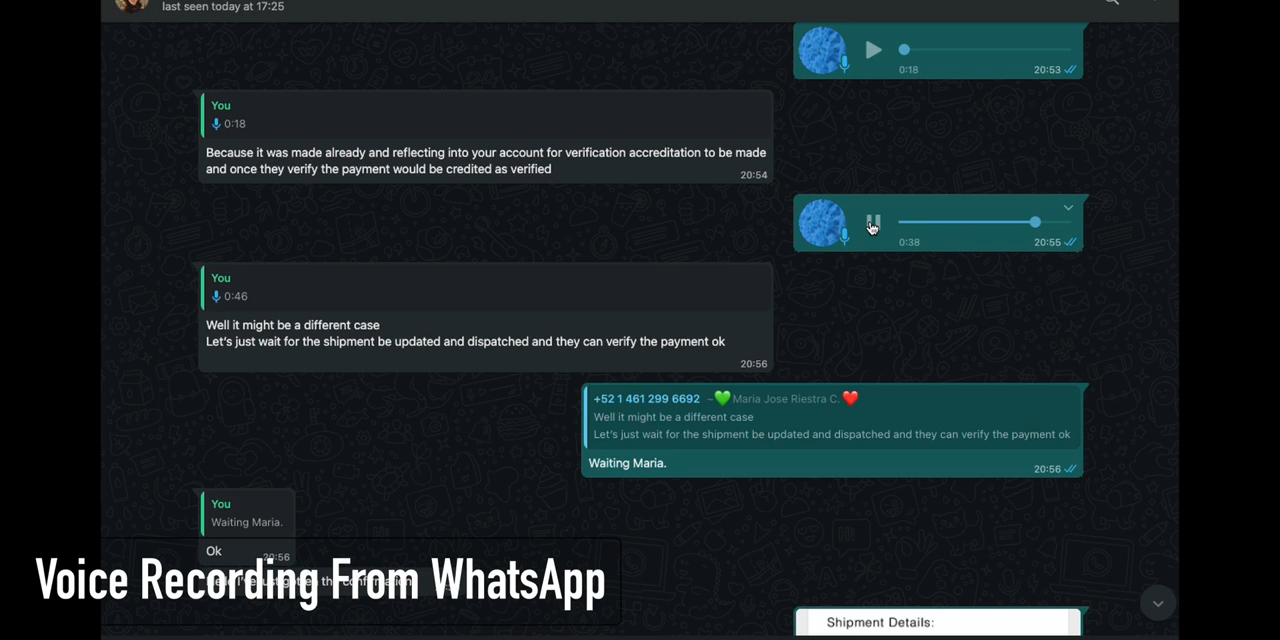 last seen today at 17:25
0:18
20:53
You
0:18
Because it was made already and reflecting into your account for verification accreditation to be made
and once they verify the payment would be credited as verified
20:54
0:38
20:55
You
0:46
Well it might be a different case
Let's just wait for the shipment be updated and dispatched and they can verify the payment ok
20:56
+52 1 461 299 6692 ~💚Maria Jose Riestra C.❤️
Well it might be a different case
Let's just wait for the shipment be updated and dispatched and they can verify the payment ok
Waiting Maria.
20:56
You
Waiting Maria.
Ok
20:56
Voice Recording From WhatsApp
Shipment Details: